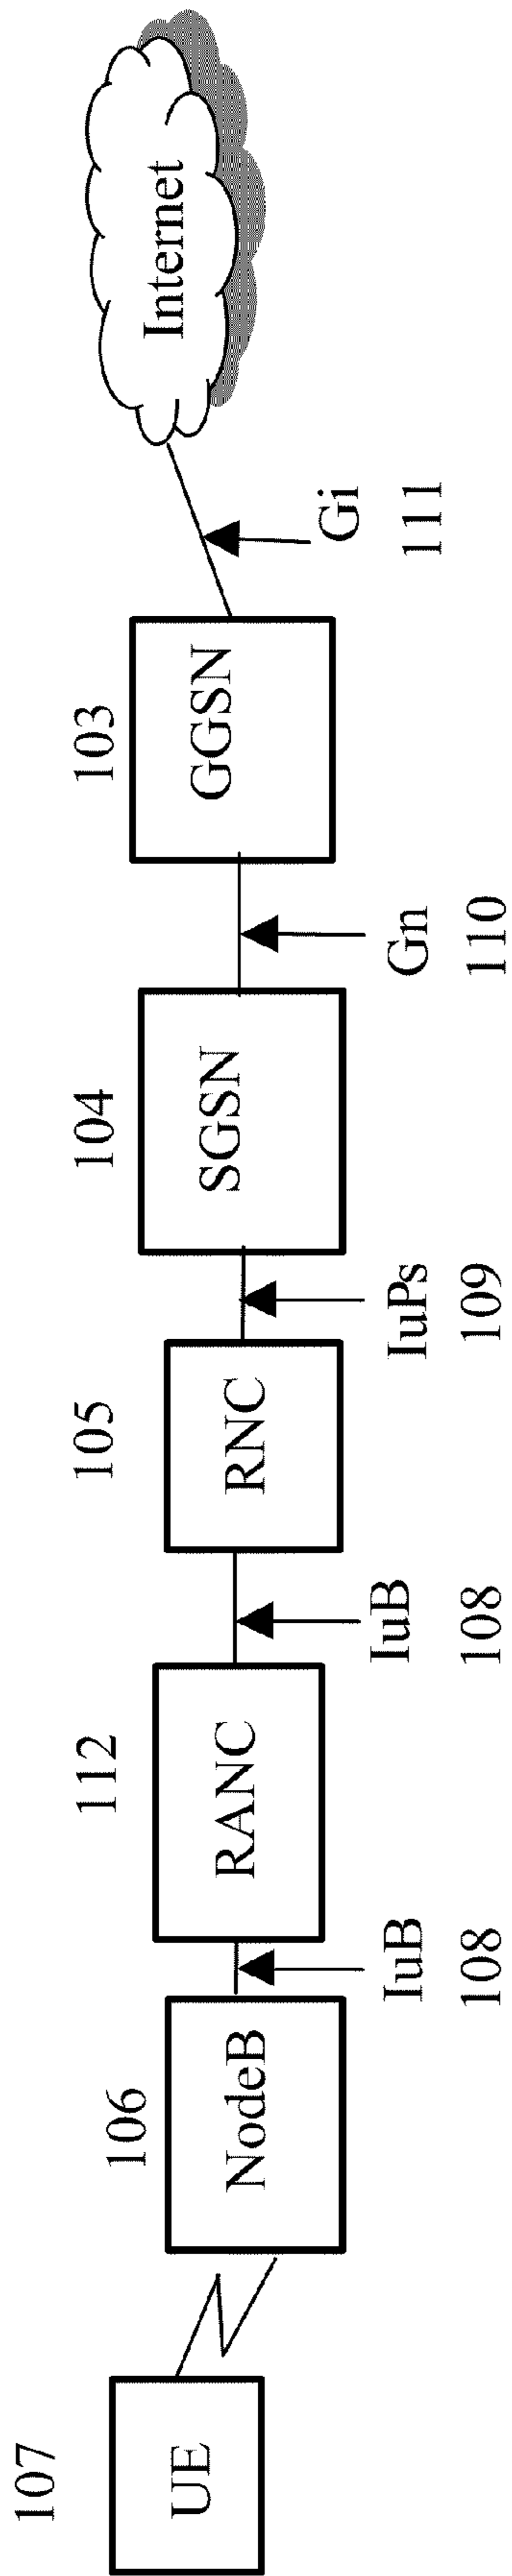 107
UE
106
NodeB
IuB
108
112
RANC
IuB
108
105
RNC
IuPs
109
104
SGSN
Gn
110
103
GGSN
Gi
111
Internet